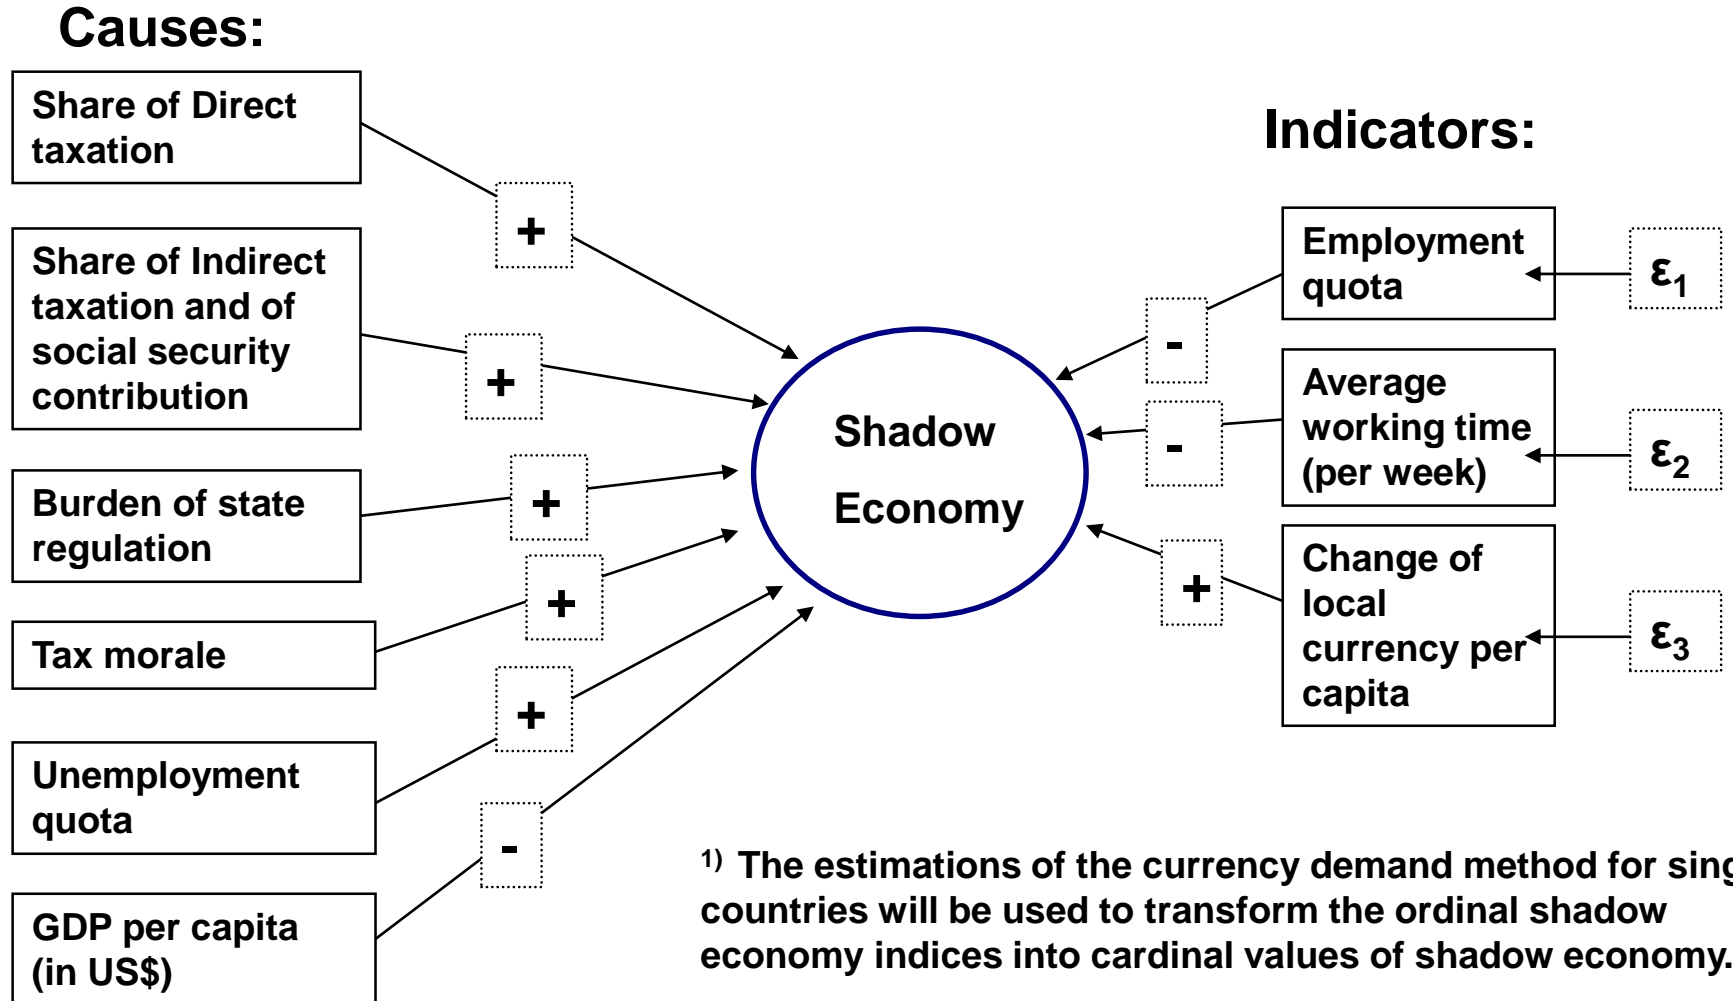 Causes:
Share of Direct
taxation
+
Share of Indirect
taxation and of
social security
contribution
+
Burden of state
regulation
+
Tax morale
+
Unemployment
quota
+
GDP per capita
(in US$)
-
Shadow
Economy
Indicators:
Employment
quota
-
ε1
Average
working time
(per week)
-
ε2
Change of
local
currency per
capita
+
ε3
1) The estimations of the currency demand method for
countries will be used to transform the ordinal shadow
economy indices into cardinal values of shadow economy.